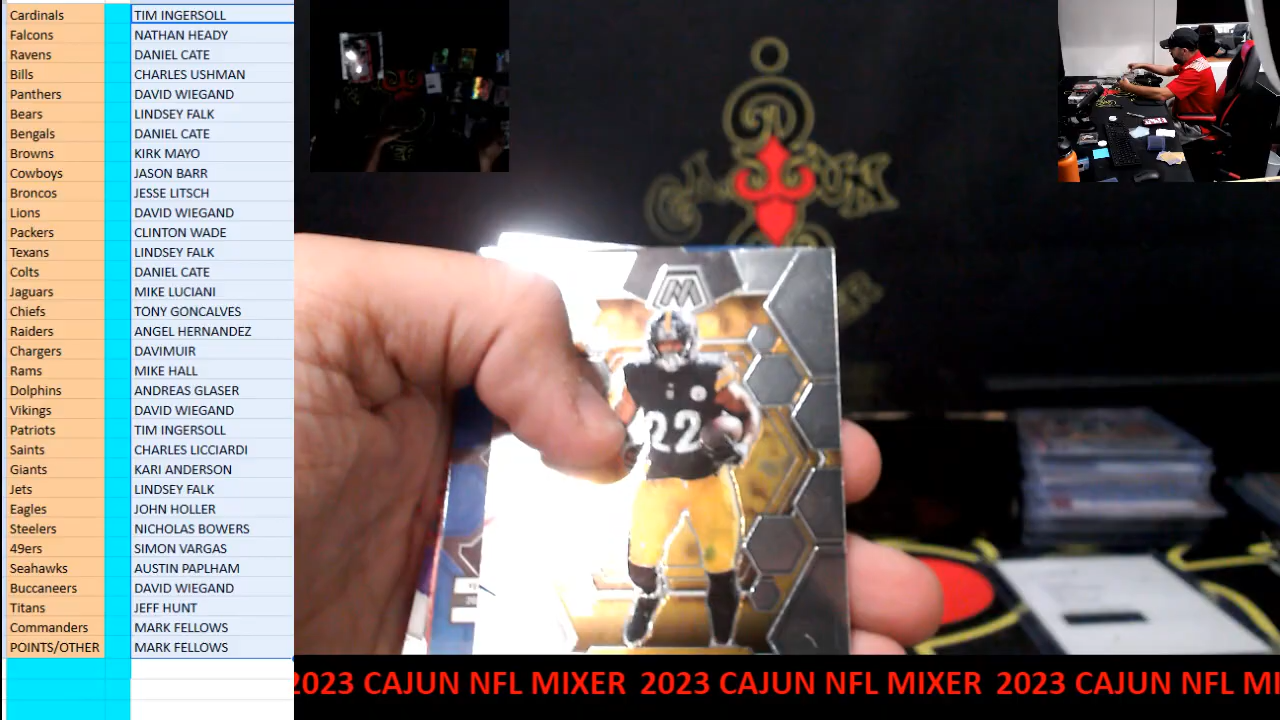 Cardinals TIM INGERSOLL
Falcons NATHAN HEADY
Ravens DANIEL CATE
Bills CHARLES USHMAN
Panthers DAVID WIEGAND
Bears LINDSEY FALK
Bengals DANIEL CATE
Browns KIRK MAYO
Cowboys JASON BARR
Broncos JESSE LITSCH
Lions DAVID WIEGAND
Packers CLINTON WADE
Texans LINDSEY FALK
Colts DANIEL CATE
Jaguars MIKE LUCIANI
Chiefs TONY GONCALVES
Raiders ANGEL HERNANDEZ
Chargers DAVIMUIR
Rams MIKE HALL
Dolphins ANDREAS GLASER
Vikings DAVID WIEGAND
Patriots TIM INGERSOLL
Saints CHARLES LICCIARDI
Giants KARI ANDERSON
Jets LINDSEY FALK
Eagles JOHN HOLLER
Steelers NICHOLAS BOWERS
49ers SIMON VARGAS
Seahawks AUSTIN PAPLHAM
Buccaneers DAVID WIEGAND
Titans JEFF HUNT
Commanders MARK FELLOWS
POINTS/OTHER MARK FELLOWS
M
22
2023 CAJUN NFL MIXER 2023 CAJUN NFL MIXER 2023 CAJUN NFL MI